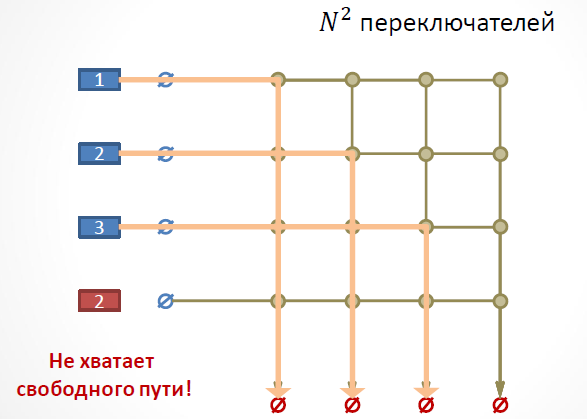 N² переключателей
1
2
3
2
Не хватает
свободного пути!